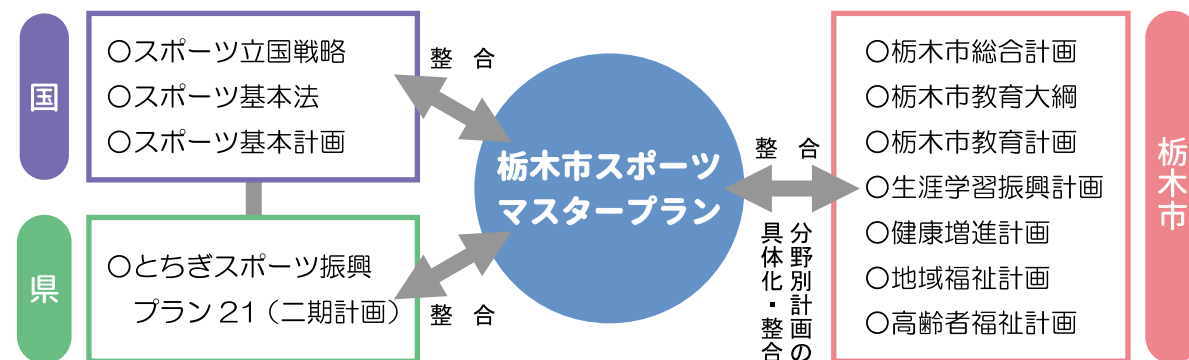 国
〇スポーツ立国戦略
〇スポーツ基本法
〇スポーツ基本計画
整 合
県
〇とちぎスポーツ振興
プラン 21（二期計画）
整 合
栃木市スポーツ
マスタープラン
整 合
分野別計画の
具体化・整合
〇栃木市総合計画
〇栃木市教育大綱
〇栃木市教育計画
〇生涯学習振興計画
〇健康増進計画
〇地域福祉計画
〇高齢者福祉計画
栃木市